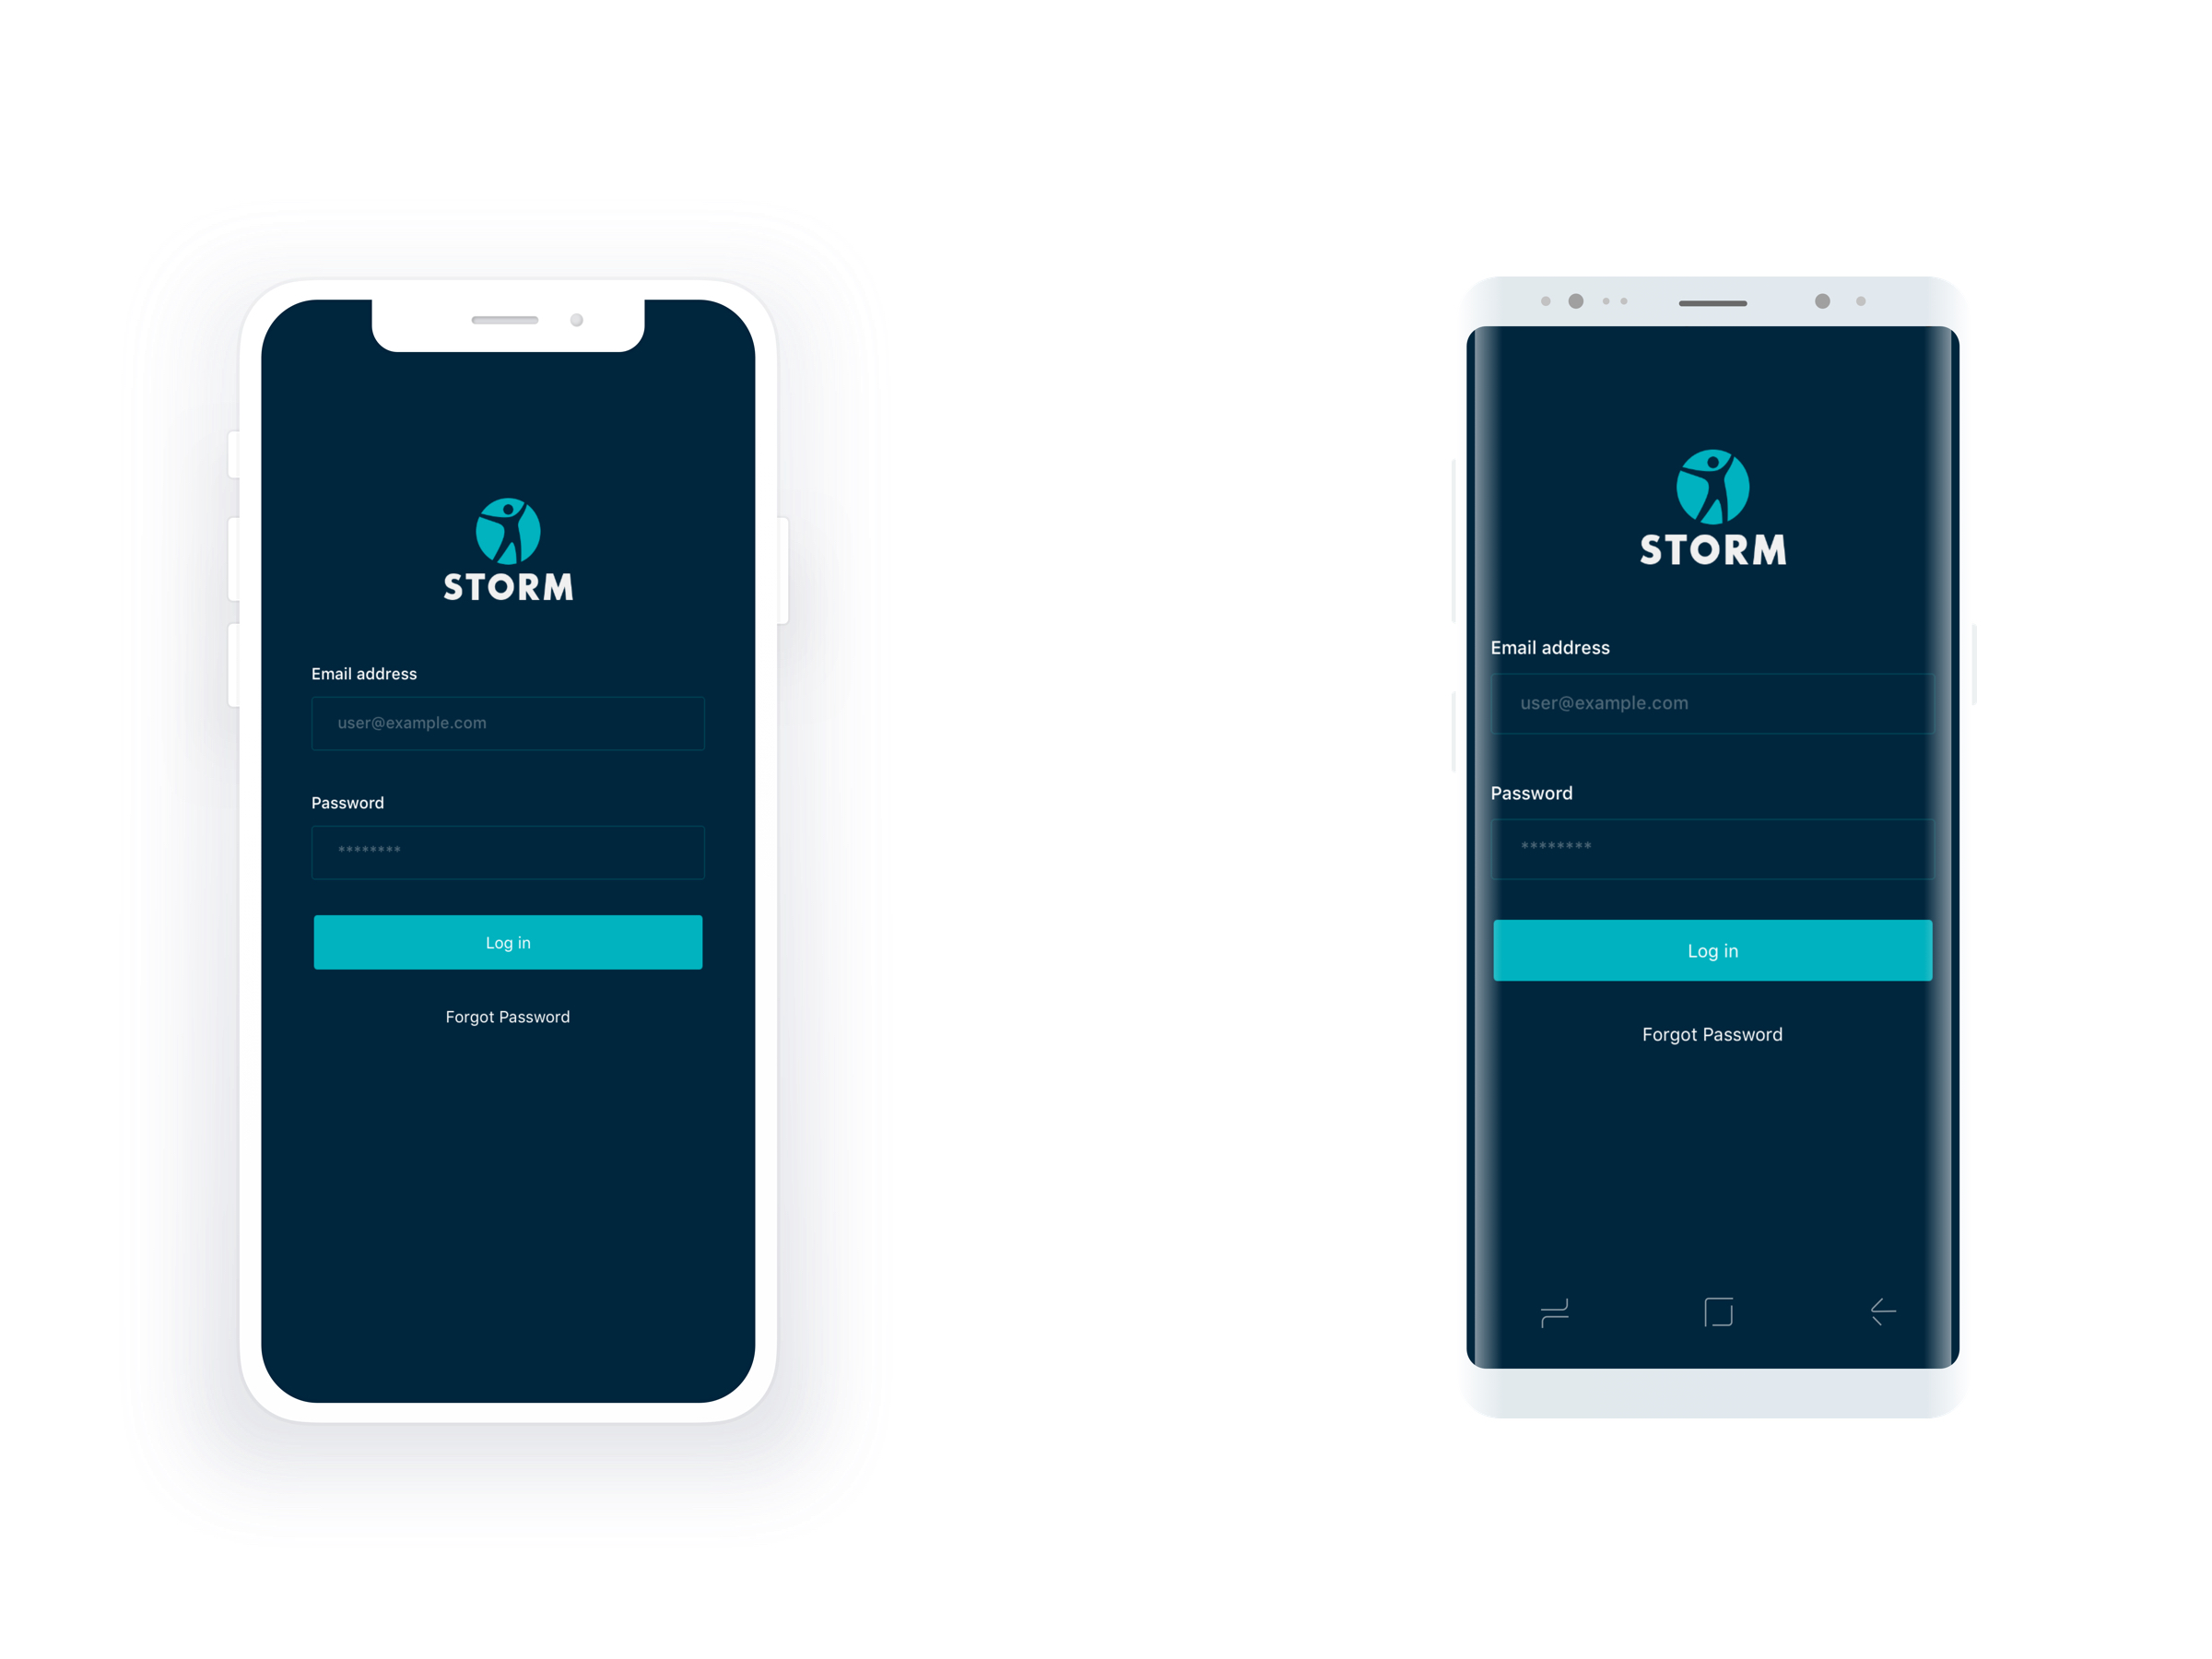 STORM
Email address
user@example.com
Password
********
Log in
Forgot Password
STORM
Email address
user@example.com
Password
********
Log in
Forgot Password